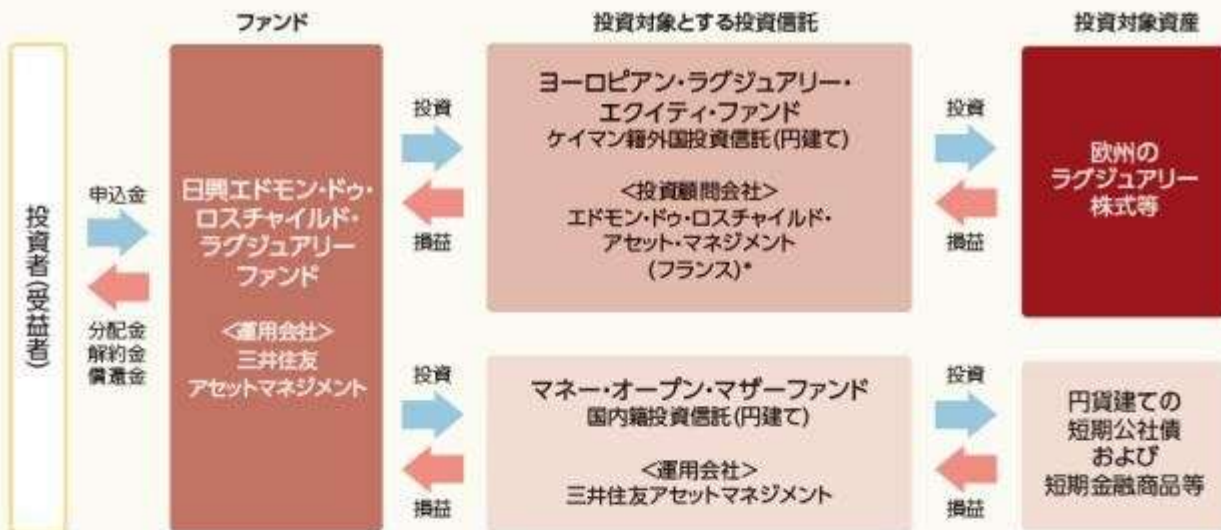 ファンド
投資対象とする投資信託
投資対象資産
投資者(受益者)
申込金
分配金
解約金
償還金
日興エドモン・ドゥ・
ロスチャイルド・
ラグジュアリー
ファンド
<運用会社>
三井住友
アセットマネジメント
投資
損益
ヨーロピアン・ラグジュアリー・
エクイティ・ファンド
ケイマン籍外国投資信託(円建て)
<投資顧問会社>
エドモン・ドゥ・ロスチャイルド・
アセット・マネジメント
(フランス)*
投資
損益
欧州の
ラグジュアリー
株式等
投資
損益
マネー・オープン・マザーファンド
国内籍投資信託(円建て)
<運用会社>
三井住友アセットマネジメント
投資
損益
円貨建ての
短期公社債
および
短期金融商品等